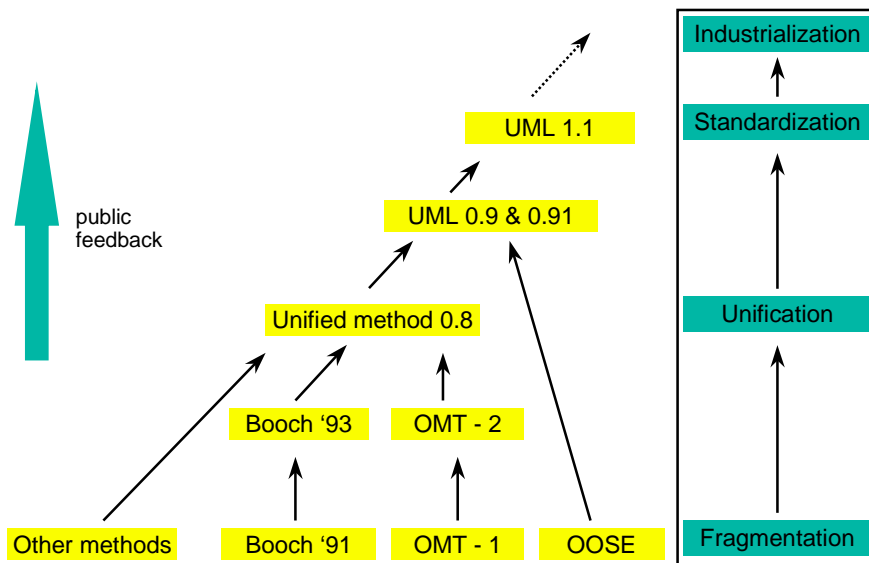 Industrialization
UML 1.1
Standardization
public
feedback
UML 0.9 & 0.91
Unified method 0.8
Unification
Booch ‘93
OMT - 2
Other methods
Booch ‘91
OMT - 1
OOSE
Fragmentation